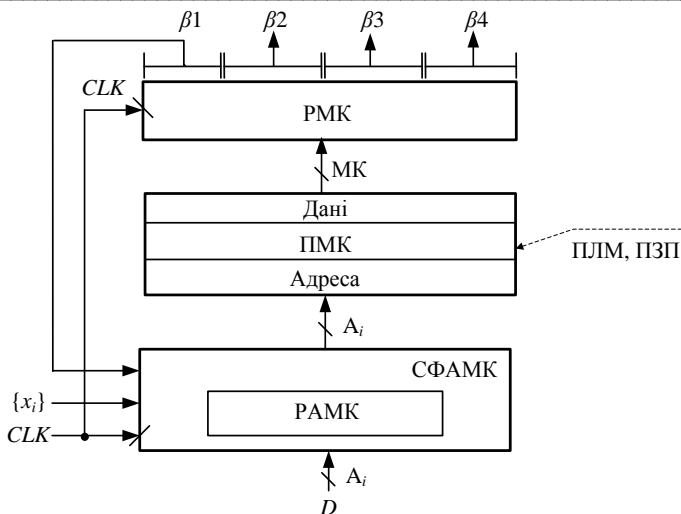 β1 β2 β3 β4
CLK
РМК
МК
Дані
ПМК
ПЛМ, ПЗП
Адреса
Ai
СФАМК
{xi}
РАМК
CLK
Ai
D